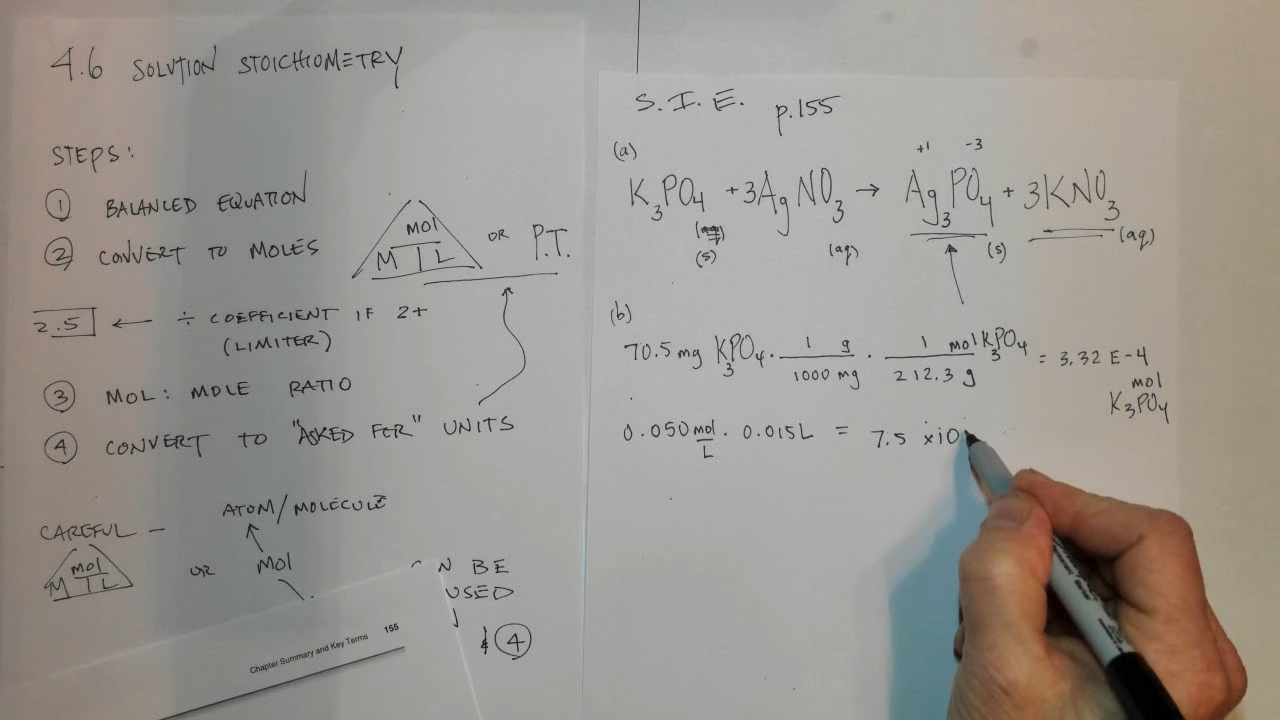 4.6 SOLUTION STOICHIOMETRY
STEPS:
① BALANCED EQUATION
② CONVERT TO MOLES
mol
M L
OR P.T.
2.5 ← ÷ COEFFICIENT IF 2+
(LIMITER)
③ MOL: MOLE RATIO
④ CONVERT TO "ASKED FOR" UNITS
CAREFUL – ATOM/MOLECULE
mol
M L
OR Mol
N BE
USED
& ④
Chapter Summary and Key Terms 155
S.I.E. p.155
(a)
+1 -3
K₃PO₄ + 3AgNO₃ → Ag₃PO₄ + 3KNO₃
(s) (aq) (s) (aq)
(b)
70.5 mg K₃PO₄ · 1 g / 1000 mg · 1 mol K₃PO₄ / 212.3 g = 3.32 E-4
mol
K₃PO₄
0.050 mol/L · 0.015L = 7.5 x10